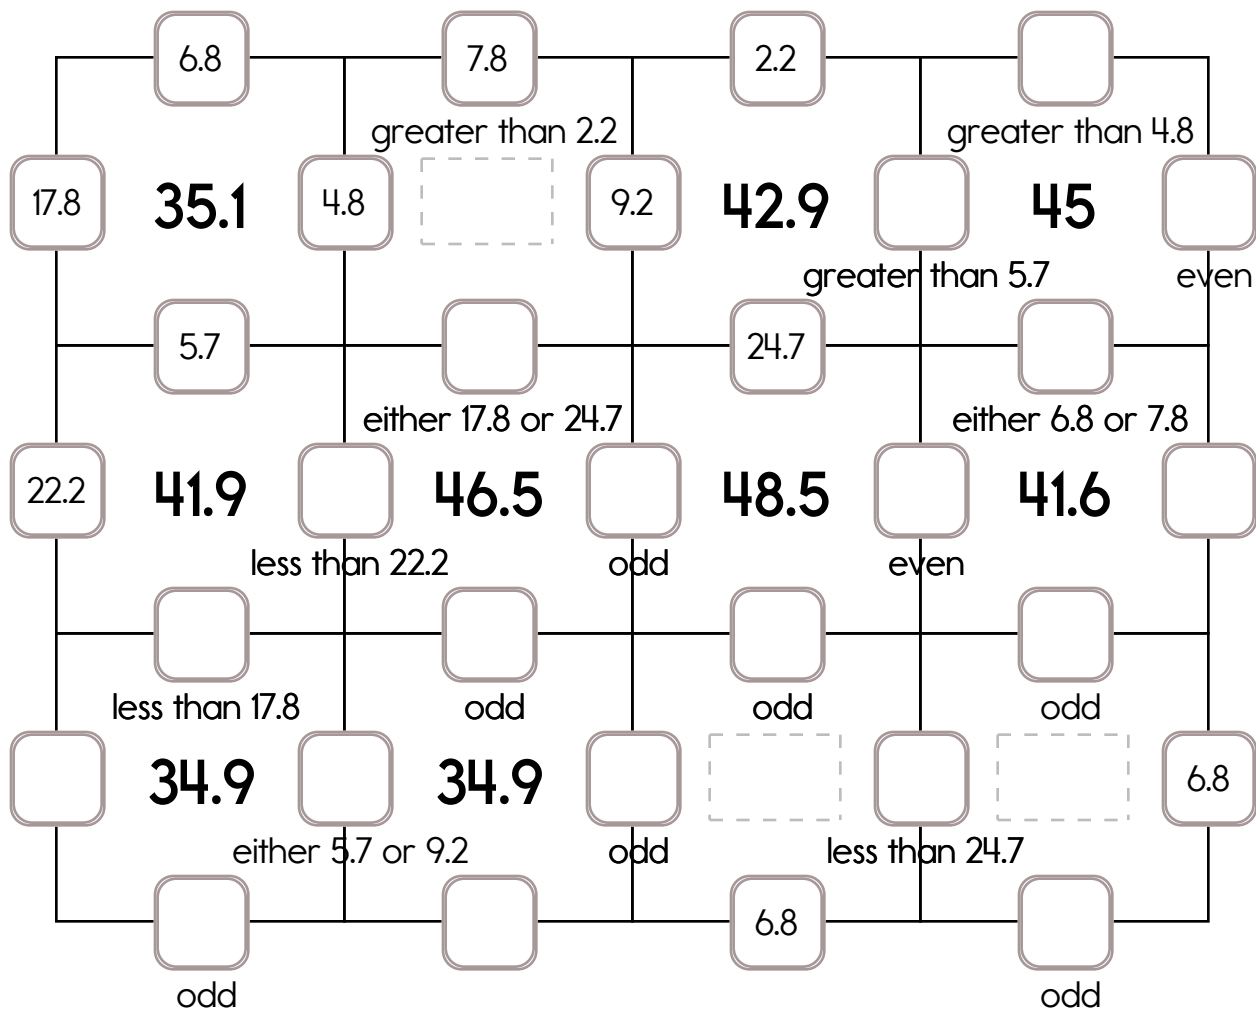 6.8 7.8 2.2
greater than 2.2 greater than 4.8
17.8 35.1 4.8 9.2 42.9 45
greater than 5.7 even
5.7 24.7
either 17.8 or 24.7 either 6.8 or 7.8
22.2 41.9 46.5 48.5 41.6
less than 22.2 odd even
less than 17.8 odd odd odd
34.9 34.9 6.8
either 5.7 or 9.2 odd less than 24.7
6.8
odd odd